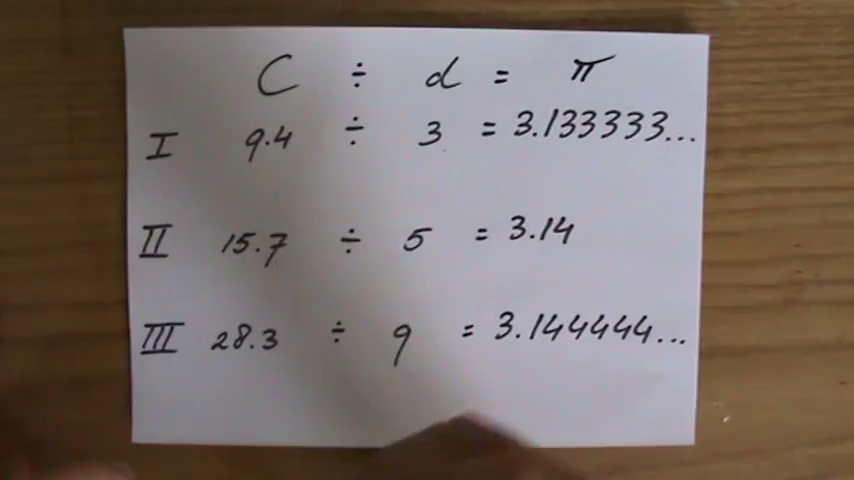 C ÷ d = π
I 9.4 ÷ 3 = 3.133333...
II 15.7 ÷ 5 = 3.14
III 28.3 ÷ 9 = 3.144444...